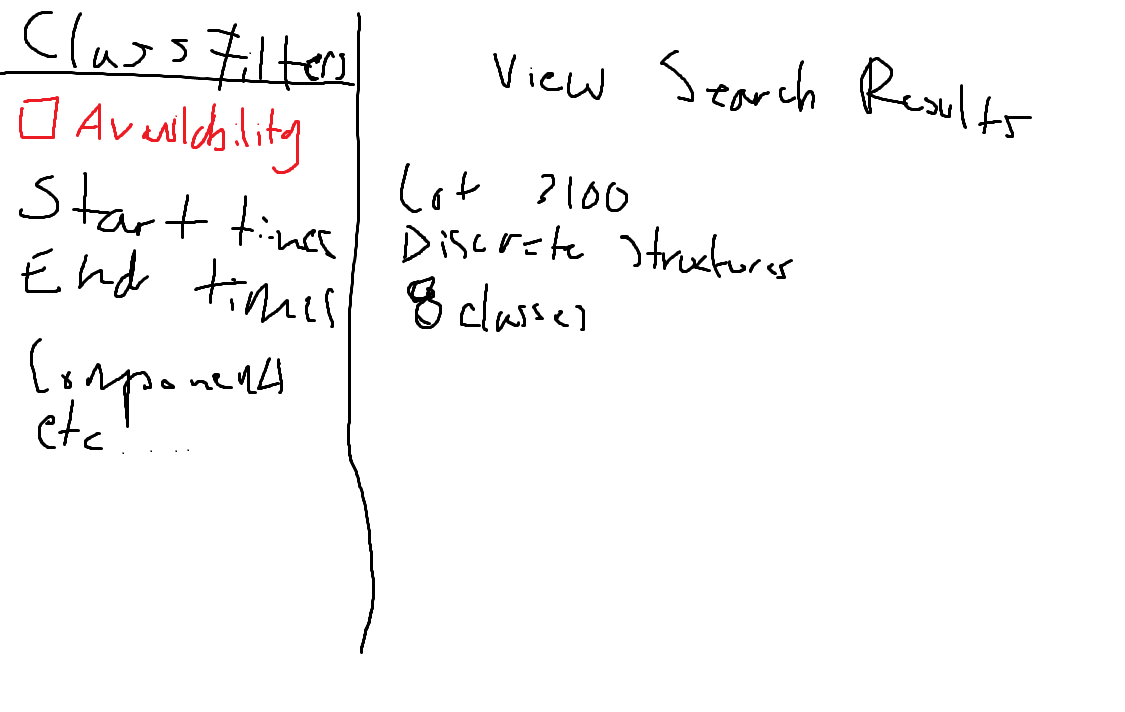 Class Filters
Availability
Start times
End times
Components
etc.....
View Search Results
Cot 3100
Discrete Structures
8 classes